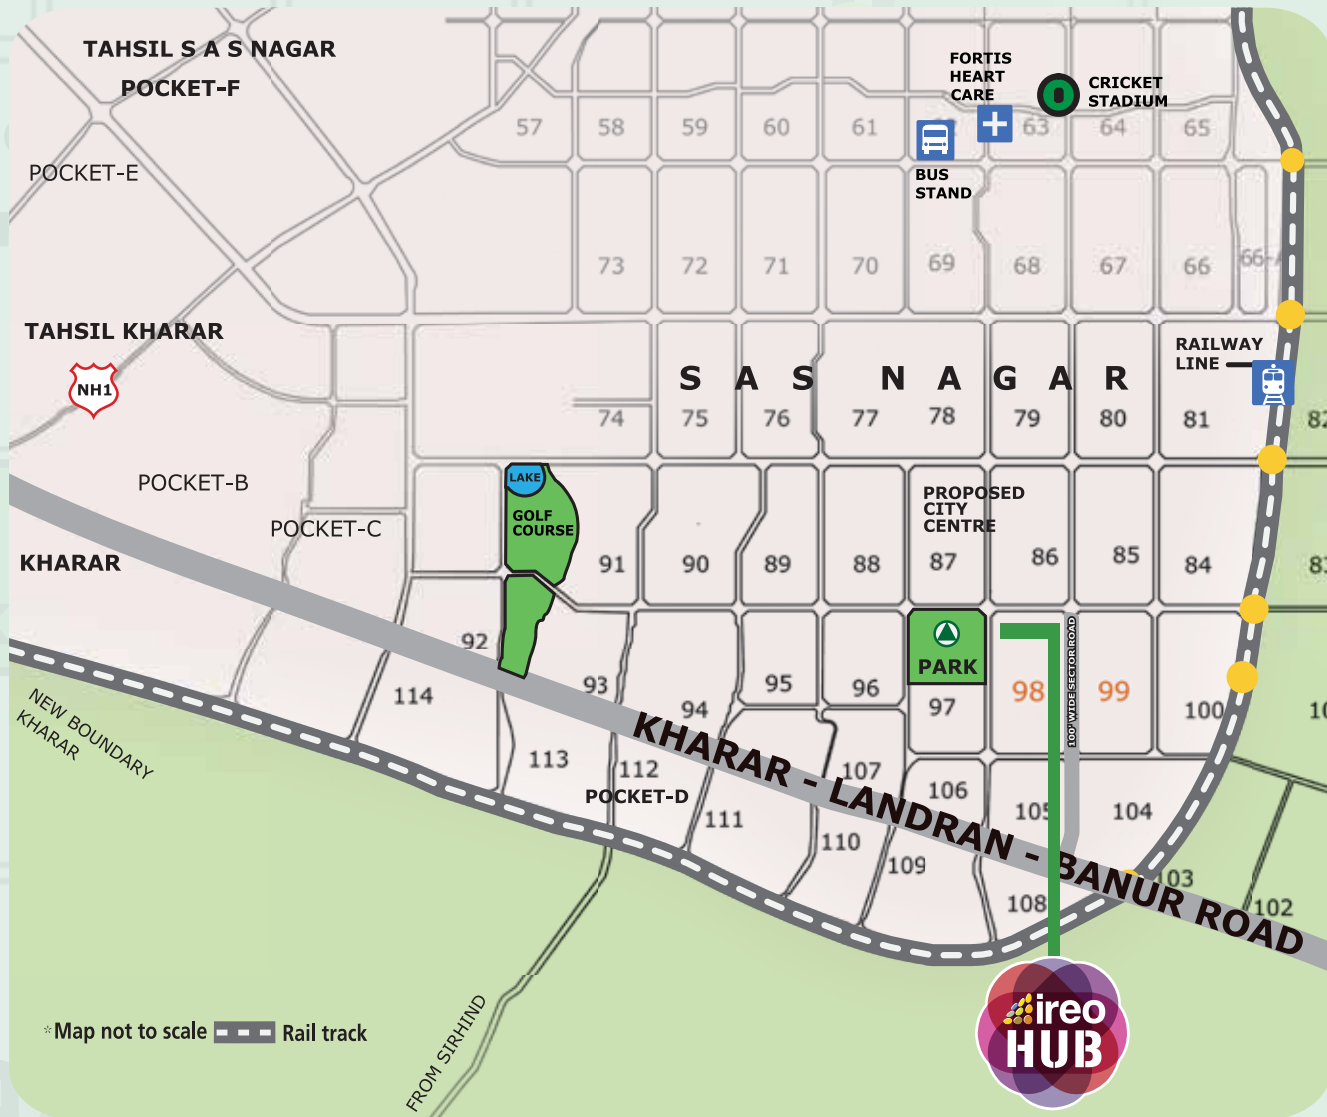 TAHSIL S A S NAGAR
POCKET-F
FORTIS
HEART
CARE
CRICKET
STADIUM
57
58
59
60
61
63
64
65
POCKET-E
BUS
STAND
73
72
71
70
69
68
67
66
66-A
TAHSIL KHARAR
NH1
RAILWAY
LINE
S A S N A G A R
74
75
76
77
78
79
80
81
82
POCKET-B
LAKE
GOLF
COURSE
PROPOSED
CITY
CENTRE
POCKET-C
KHARAR
91
90
89
88
87
86
85
84
83
92
PARK
100' WIDE SECTOR ROAD
114
93
94
95
96
97
98
99
100
NEW BOUNDARY
KHARAR
113
112
POCKET-D
111
107
106
105
104
110
109
108
103
102
KHARAR - LANDRAN - BANUR ROAD
FROM SIRHIND
*Map not to scale
Rail track
ireo
HUB